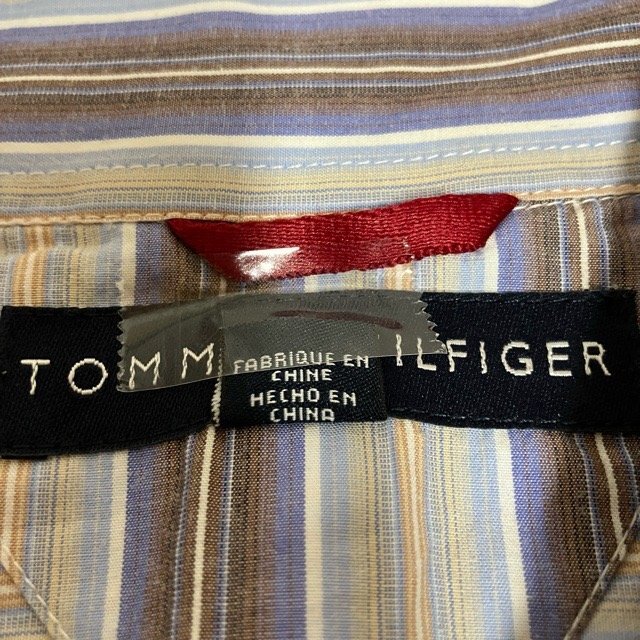 TOMM ILFIGER
FABRIQUE EN
CHINE
HECHO EN
CHINA